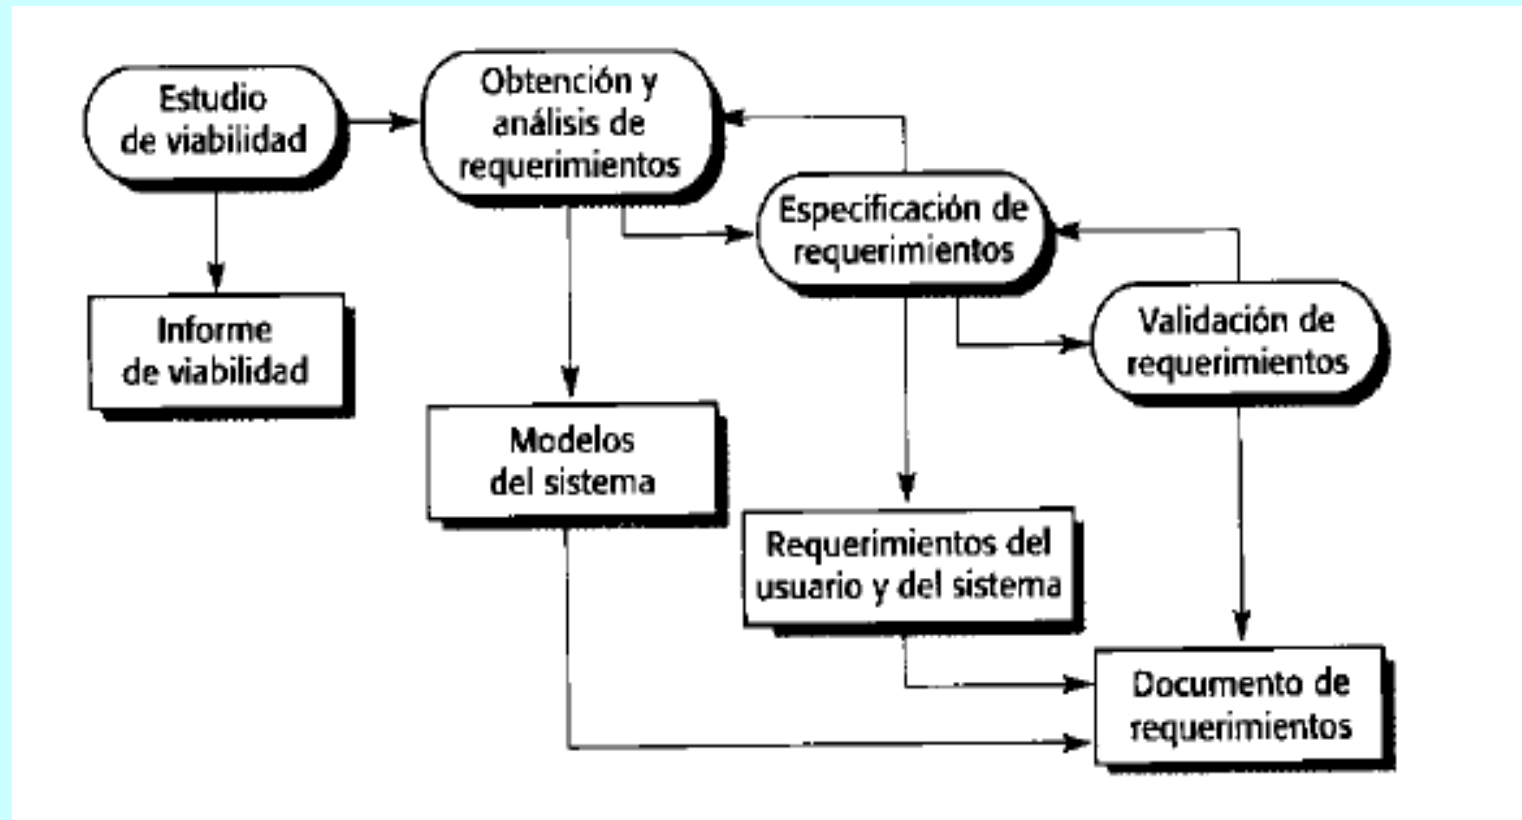 Estudio
de viabilidad
Obtención y
análisis de
requerimientos
Especificación de
requerimientos
Validación de
requerimientos
Informe
de viabilidad
Modelos
del sistema
Requerimientos del
usuario y del sistema
Documento de
requerimientos